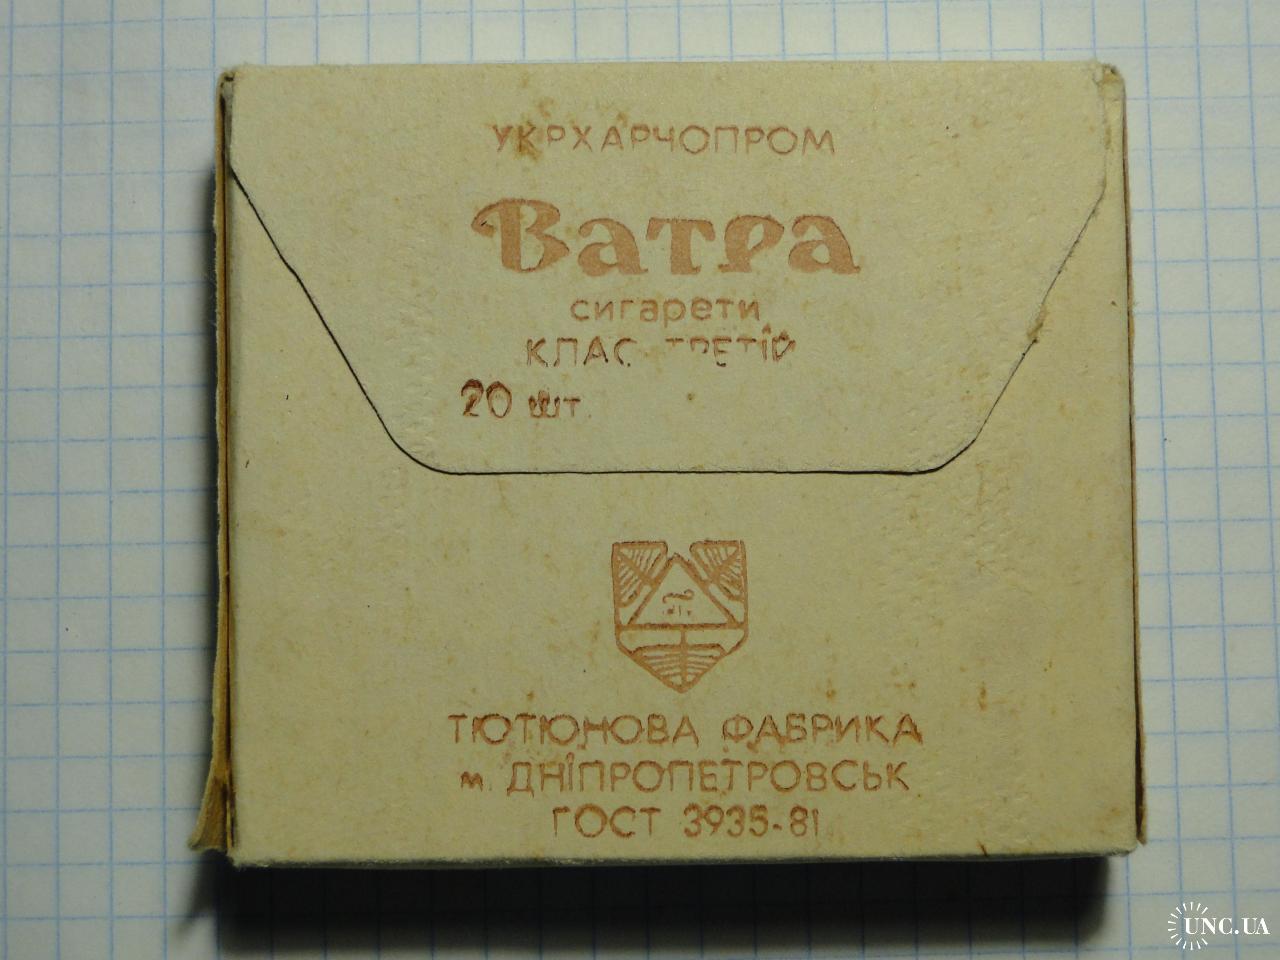 УКРХАРЧОПРОМ
Ватра
сигарети
КЛАС ТРЕТІЙ
20 шт.
ТЮТЮНОВА ФАБРИКА
м. ДНІПРОПЕТРОВСЬК
ГОСТ 3935-81
UNC.UA